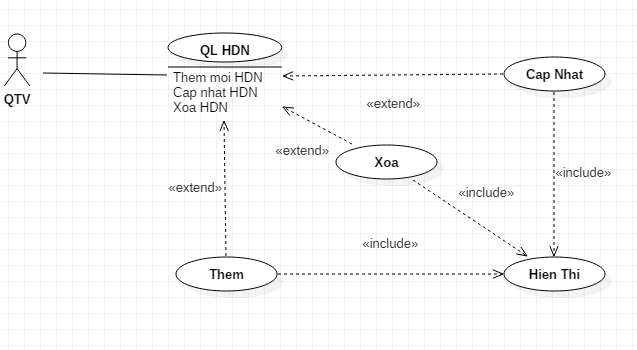 QL HDN
Them moi HDN
Cap nhat HDN
Xoa HDN
QTV
Cap Nhat
«extend»
«extend»
Xoa
«include»
«extend»
«include»
«include»
Them
Hien Thi